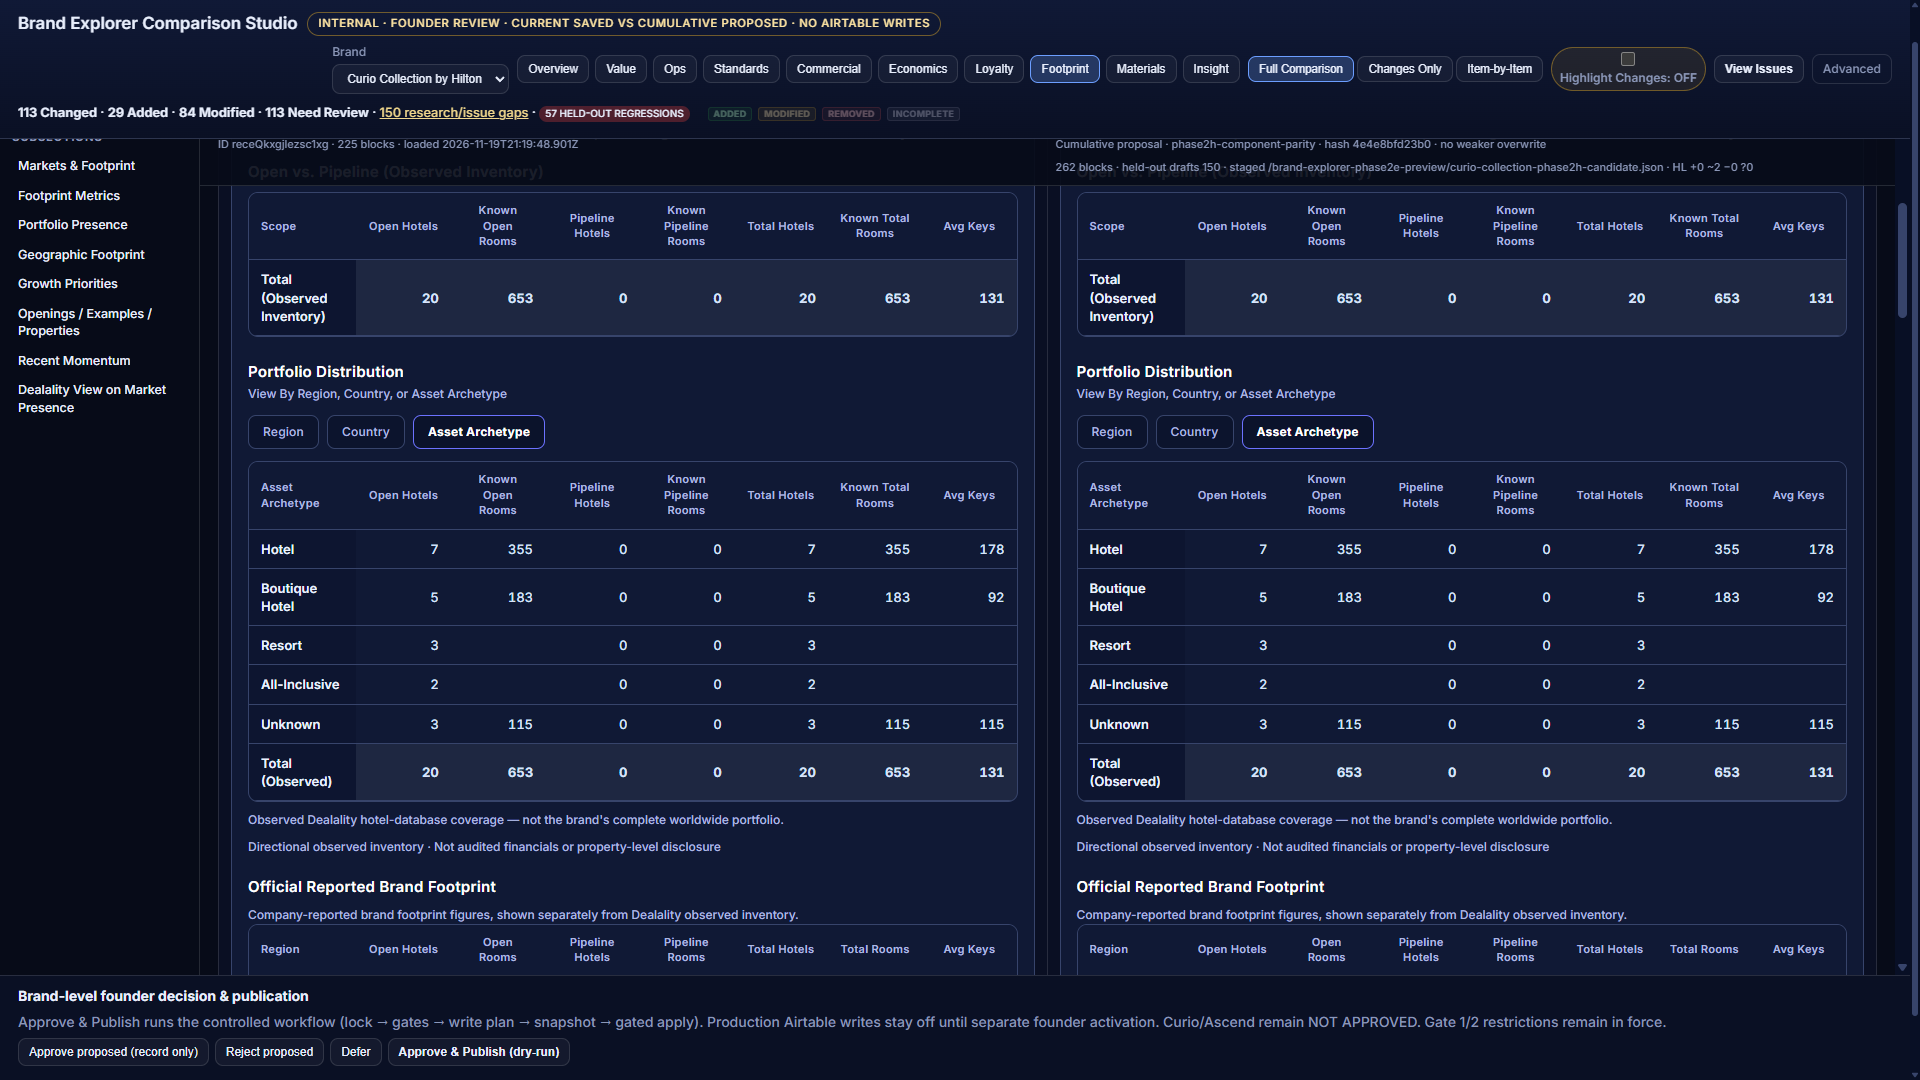 Brand Explorer Comparison Studio
INTERNAL · FOUNDER REVIEW · CURRENT SAVED VS CUMULATIVE PROPOSED · NO AIRTABLE WRITES
Brand
Curio Collection by Hilton
Overview
Value
Ops
Standards
Commercial
Economics
Loyalty
Footprint
Materials
Insight
Full Comparison
Changes Only
Item-by-Item
Highlight Changes: OFF
View Issues
Advanced
113 Changed · 29 Added · 84 Modified · 113 Need Review · 150 research/issue gaps · 57 HELD-OUT REGRESSIONS
ADDED
MODIFIED
REMOVED
INCOMPLETE
SUBSECTIONS
Markets & Footprint
Footprint Metrics
Portfolio Presence
Geographic Footprint
Growth Priorities
Openings / Examples /
Properties
Recent Momentum
Dealality View on Market
Presence
ID receQkxgjlezsc1xg · 225 blocks · loaded 2026-11-19T21:19:48.901Z
Open vs. Pipeline (Observed Inventory)
Scope
Open Hotels
Known Open Rooms
Pipeline Hotels
Known Pipeline Rooms
Total Hotels
Known Total Rooms
Avg Keys
Total (Observed Inventory) 20 653 0 0 20 653 131
Portfolio Distribution
View By Region, Country, or Asset Archetype
Region
Country
Asset Archetype
Asset Archetype
Open Hotels
Known Open Rooms
Pipeline Hotels
Known Pipeline Rooms
Total Hotels
Known Total Rooms
Avg Keys
Hotel 7 355 0 0 7 355 178
Boutique Hotel 5 183 0 0 5 183 92
Resort 3 0 0 3
All-Inclusive 2 0 0 2
Unknown 3 115 0 0 3 115 115
Total (Observed) 20 653 0 0 20 653 131
Observed Dealality hotel-database coverage — not the brand's complete worldwide portfolio.
Directional observed inventory · Not audited financials or property-level disclosure
Official Reported Brand Footprint
Company-reported brand footprint figures, shown separately from Dealality observed inventory.
Region
Open Hotels
Open Rooms
Pipeline Hotels
Pipeline Rooms
Total Hotels
Total Rooms
Avg Keys
Cumulative proposal · phase2h-component-parity · hash 4e4e8bfd23b0 · no weaker overwrite
262 blocks · held-out drafts 150 · staged /brand-explorer-phase2e-preview/curio-collection-phase2h-candidate.json · HL +0 ~2 −0 ?0
Open vs. Pipeline (Observed Inventory)
Scope
Open Hotels
Known Open Rooms
Pipeline Hotels
Known Pipeline Rooms
Total Hotels
Known Total Rooms
Avg Keys
Total (Observed Inventory) 20 653 0 0 20 653 131
Portfolio Distribution
View By Region, Country, or Asset Archetype
Region
Country
Asset Archetype
Asset Archetype
Open Hotels
Known Open Rooms
Pipeline Hotels
Known Pipeline Rooms
Total Hotels
Known Total Rooms
Avg Keys
Hotel 7 355 0 0 7 355 178
Boutique Hotel 5 183 0 0 5 183 92
Resort 3 0 0 3
All-Inclusive 2 0 0 2
Unknown 3 115 0 0 3 115 115
Total (Observed) 20 653 0 0 20 653 131
Observed Dealality hotel-database coverage — not the brand's complete worldwide portfolio.
Directional observed inventory · Not audited financials or property-level disclosure
Official Reported Brand Footprint
Company-reported brand footprint figures, shown separately from Dealality observed inventory.
Region
Open Hotels
Open Rooms
Pipeline Hotels
Pipeline Rooms
Total Hotels
Total Rooms
Avg Keys
Brand-level founder decision & publication
Approve & Publish runs the controlled workflow (lock → gates → write plan → snapshot → gated apply). Production Airtable writes stay off until separate founder activation. Curio/Ascend remain NOT APPROVED. Gate 1/2 restrictions remain in force.
Approve proposed (record only)
Reject proposed
Defer
Approve & Publish (dry-run)